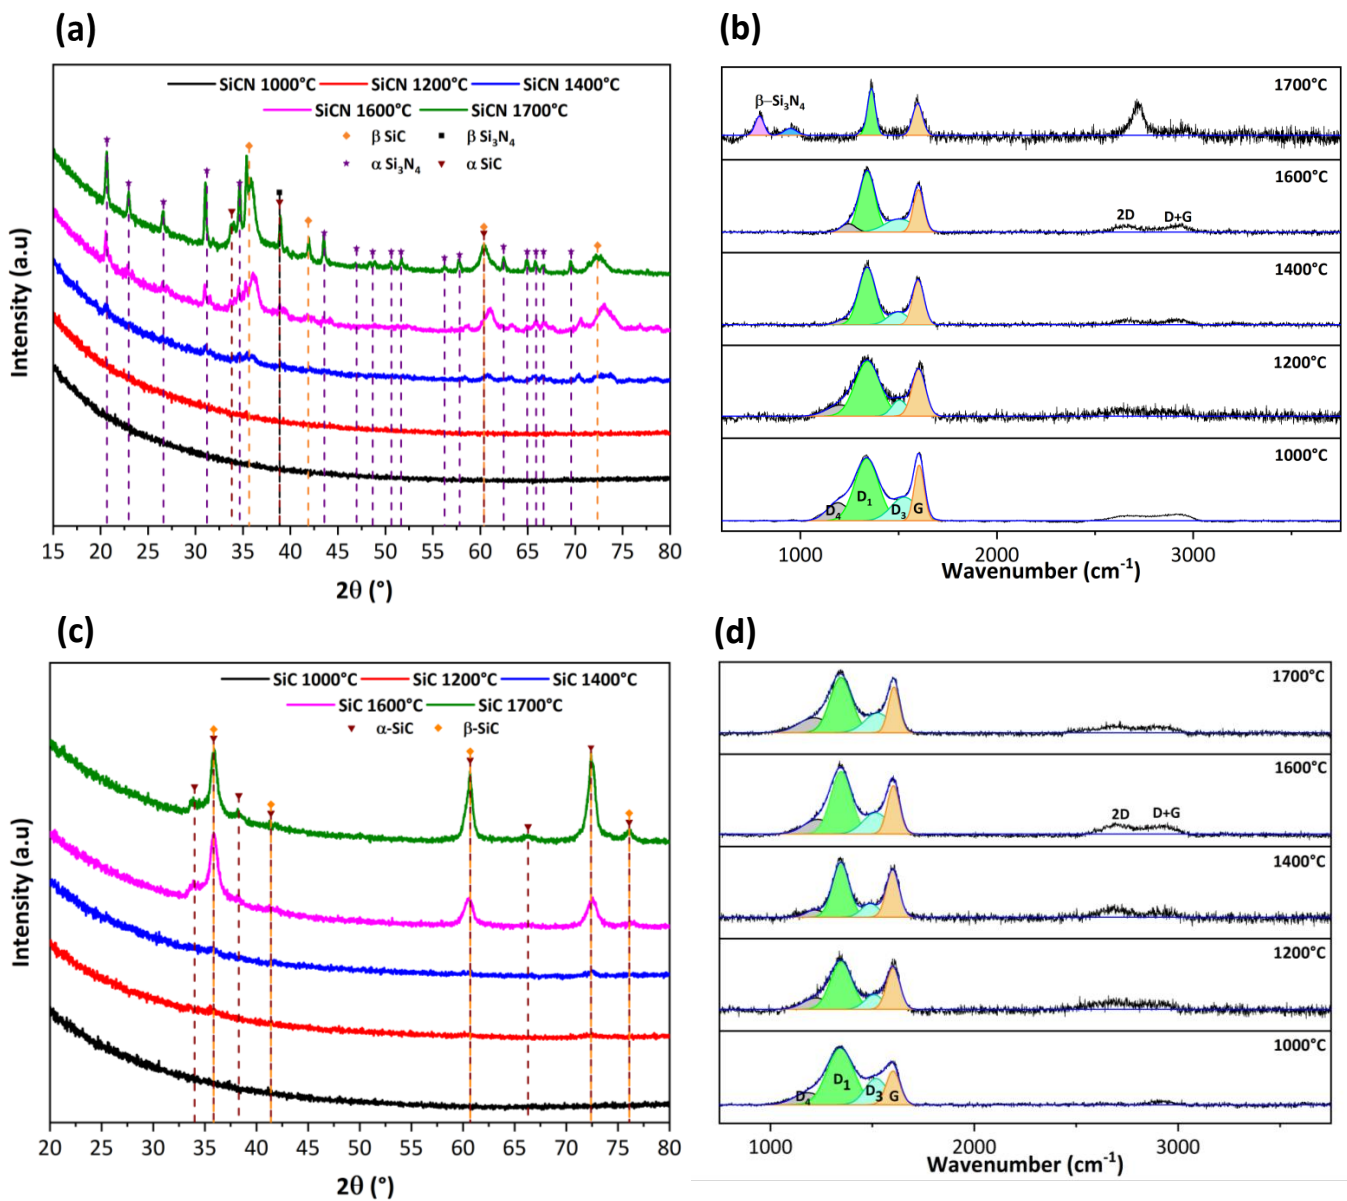 (a)
SiCN 1000°C SiCN 1200°C SiCN 1400°C
SiCN 1600°C SiCN 1700°C
β SiC β Si₃N₄
α Si₃N₄ α SiC
Intensity (a.u)
15 20 25 30 35 40 45 50 55 60 65 70 75 80
2θ (°)
(b)
1700°C
β−Si₃N₄
1600°C
2D D+G
1400°C
1200°C
1000°C
D₄ D₁ D₃ G
1000 2000 3000
Wavenumber (cm⁻¹)
(c)
SiC 1000°C SiC 1200°C SiC 1400°C
SiC 1600°C SiC 1700°C
α-SiC β-SiC
Intensity (a.u)
20 25 30 35 40 45 50 55 60 65 70 75 80
2θ (°)
(d)
1700°C
1600°C
2D D+G
1400°C
1200°C
1000°C
D₄ D₁ D₃ G
1000 2000 3000
Wavenumber (cm⁻¹)